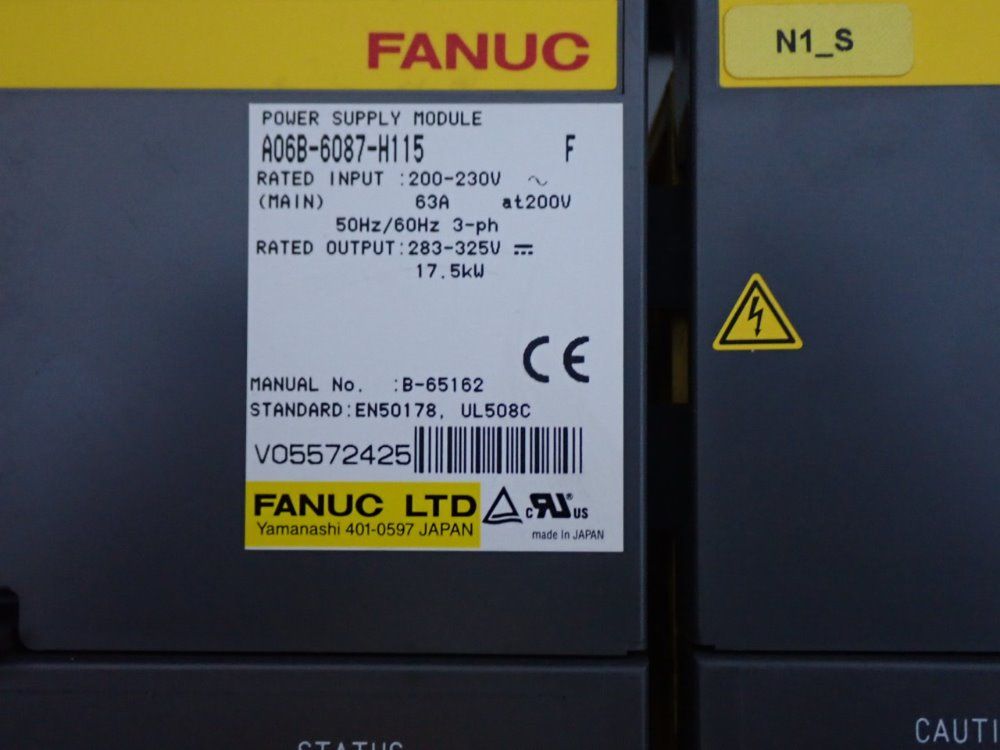 FANUC
N1_S
POWER SUPPLY MODULE
A06B-6087-H115 F
RATED INPUT :200-230V ~
(MAIN) 63A at200V
50Hz/60Hz 3-ph
RATED OUTPUT:283-325V ⎓
17.5kW
CE
MANUAL No. :B-65162
STANDARD:EN50178, UL508C
V05572425
FANUC LTD
Yamanashi 401-0597 JAPAN
c RU® US
made in JAPAN
STATUS
CAUTI